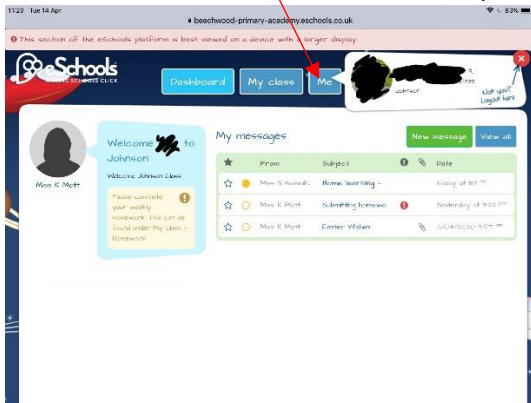 11:20 Tue 14 Apr
83%
beechwood-primary-academy.eschools.co.uk
This section of the eSchools platform is best viewed on a device with a larger display
eSchools
Dashboard
My class
Me
Johnson
Not you?
Logout here
Miss K Mott
Welcome to
Johnson
Welcome Johnson Class
Please complete
your weekly
homework. This can be
found under My Class -
Homework
My messages
New message
View all
From Subject Date
Miss Home learning -
Miss K Mott Submitting homewo
Yesterday at
Miss K Mott Easter Wishes